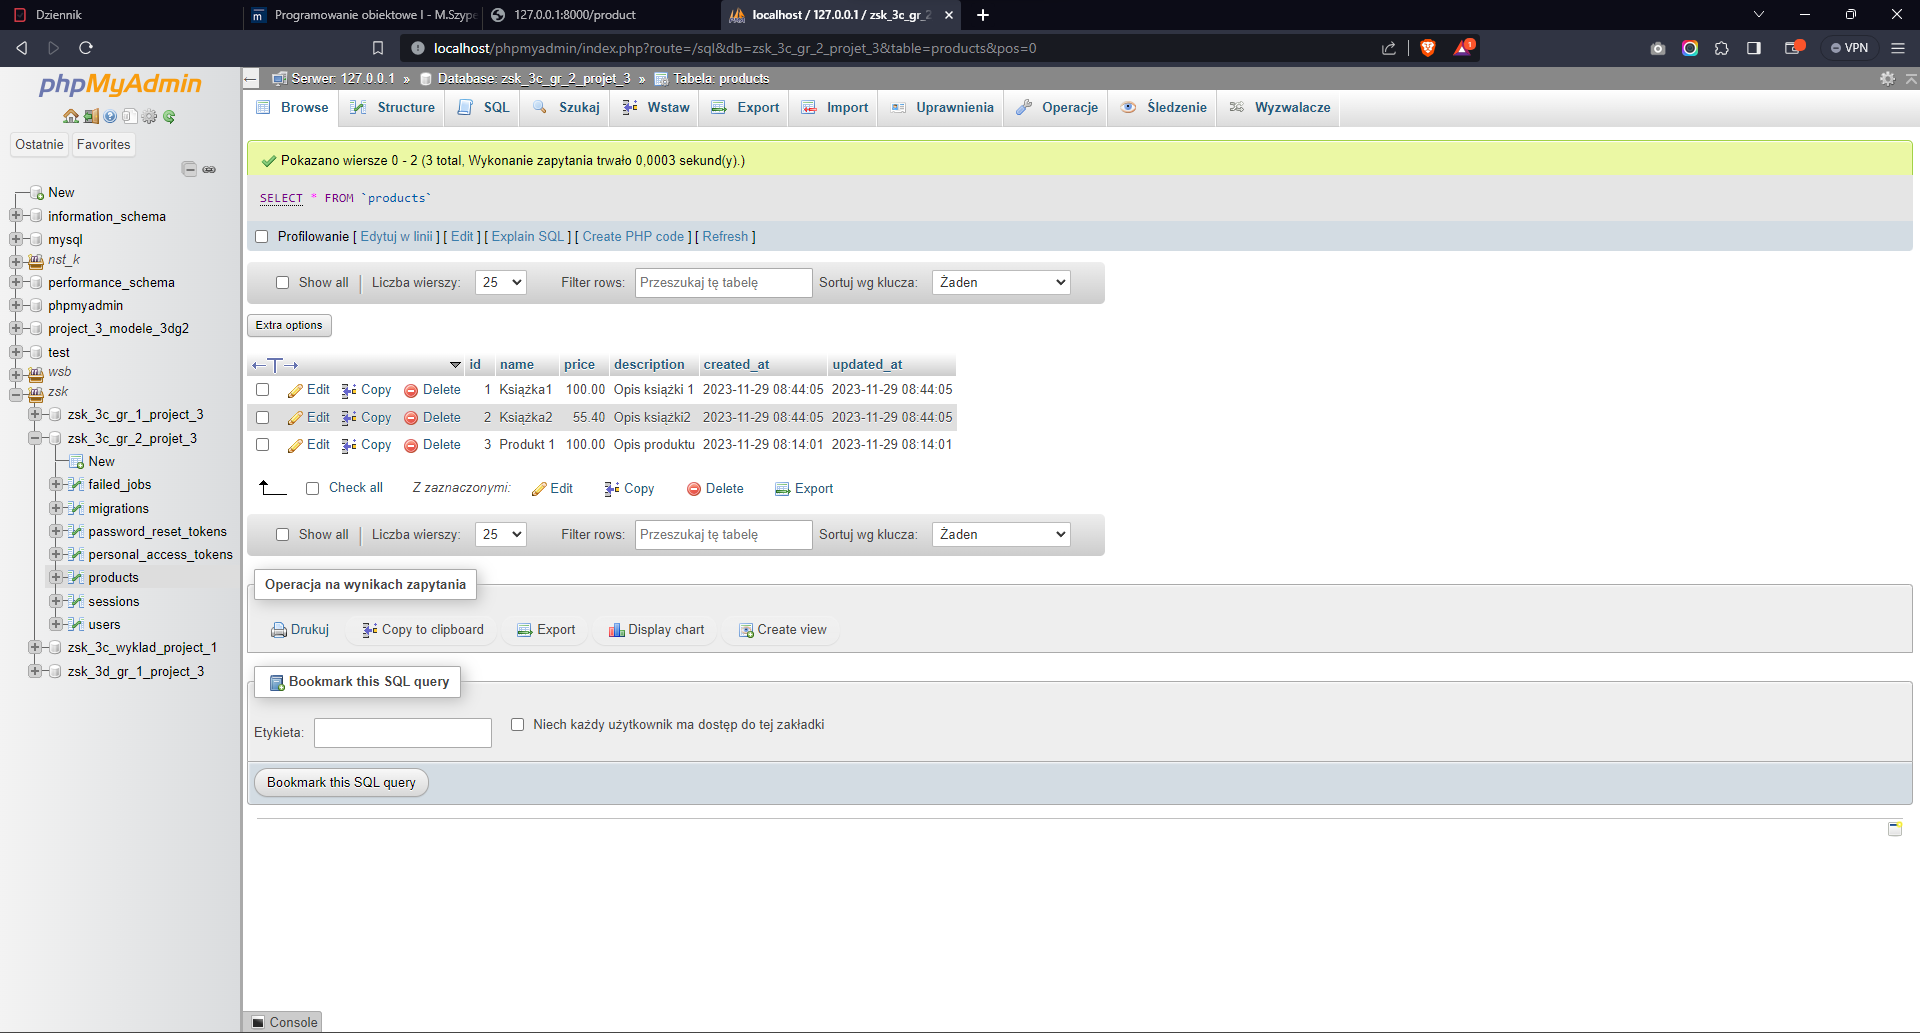 Dziennik
Programowanie obiektowe I - M.Szype
127.0.0.1:8000/product
localhost / 127.0.0.1 / zsk_3c_gr_2_
localhost/phpmyadmin/index.php?route=/sql&db=zsk_3c_gr_2_projet_3&table=products&pos=0
1
VPN
phpMyAdmin
Ostatnie
Favorites
New
information_schema
mysql
nst_k
performance_schema
phpmyadmin
project_3_modele_3dg2
test
wsb
zsk
zsk_3c_gr_1_project_3
zsk_3c_gr_2_projet_3
New
failed_jobs
migrations
password_reset_tokens
personal_access_tokens
products
sessions
users
zsk_3c_wyklad_project_1
zsk_3d_gr_1_project_3
Serwer: 127.0.0.1 » Database: zsk_3c_gr_2_projet_3 » Tabela: products
Browse Structure SQL Szukaj Wstaw Export Import Uprawnienia Operacje Śledzenie Wyzwalacze
Pokazano wiersze 0 - 2 (3 total, Wykonanie zapytania trwało 0,0003 sekund(y).)
SELECT * FROM `products`
Profilowanie [ Edytuj w linii ] [ Edit ] [ Explain SQL ] [ Create PHP code ] [ Refresh ]
Show all Liczba wierszy: 25 Filter rows: Przeszukaj tę tabelę Sortuj wg klucza: Żaden
Extra options
←T→ id name price description created_at updated_at
Edit Copy Delete 1 Książka1 100.00 Opis książki 1 2023-11-29 08:44:05 2023-11-29 08:44:05
Edit Copy Delete 2 Książka2 55.40 Opis książki2 2023-11-29 08:44:05 2023-11-29 08:44:05
Edit Copy Delete 3 Produkt 1 100.00 Opis produktu 2023-11-29 08:14:01 2023-11-29 08:14:01
Check all Z zaznaczonymi: Edit Copy Delete Export
Show all Liczba wierszy: 25 Filter rows: Przeszukaj tę tabelę Sortuj wg klucza: Żaden
Operacja na wynikach zapytania
Drukuj Copy to clipboard Export Display chart Create view
Bookmark this SQL query
Etykieta: Niech każdy użytkownik ma dostęp do tej zakładki
Bookmark this SQL query
Console